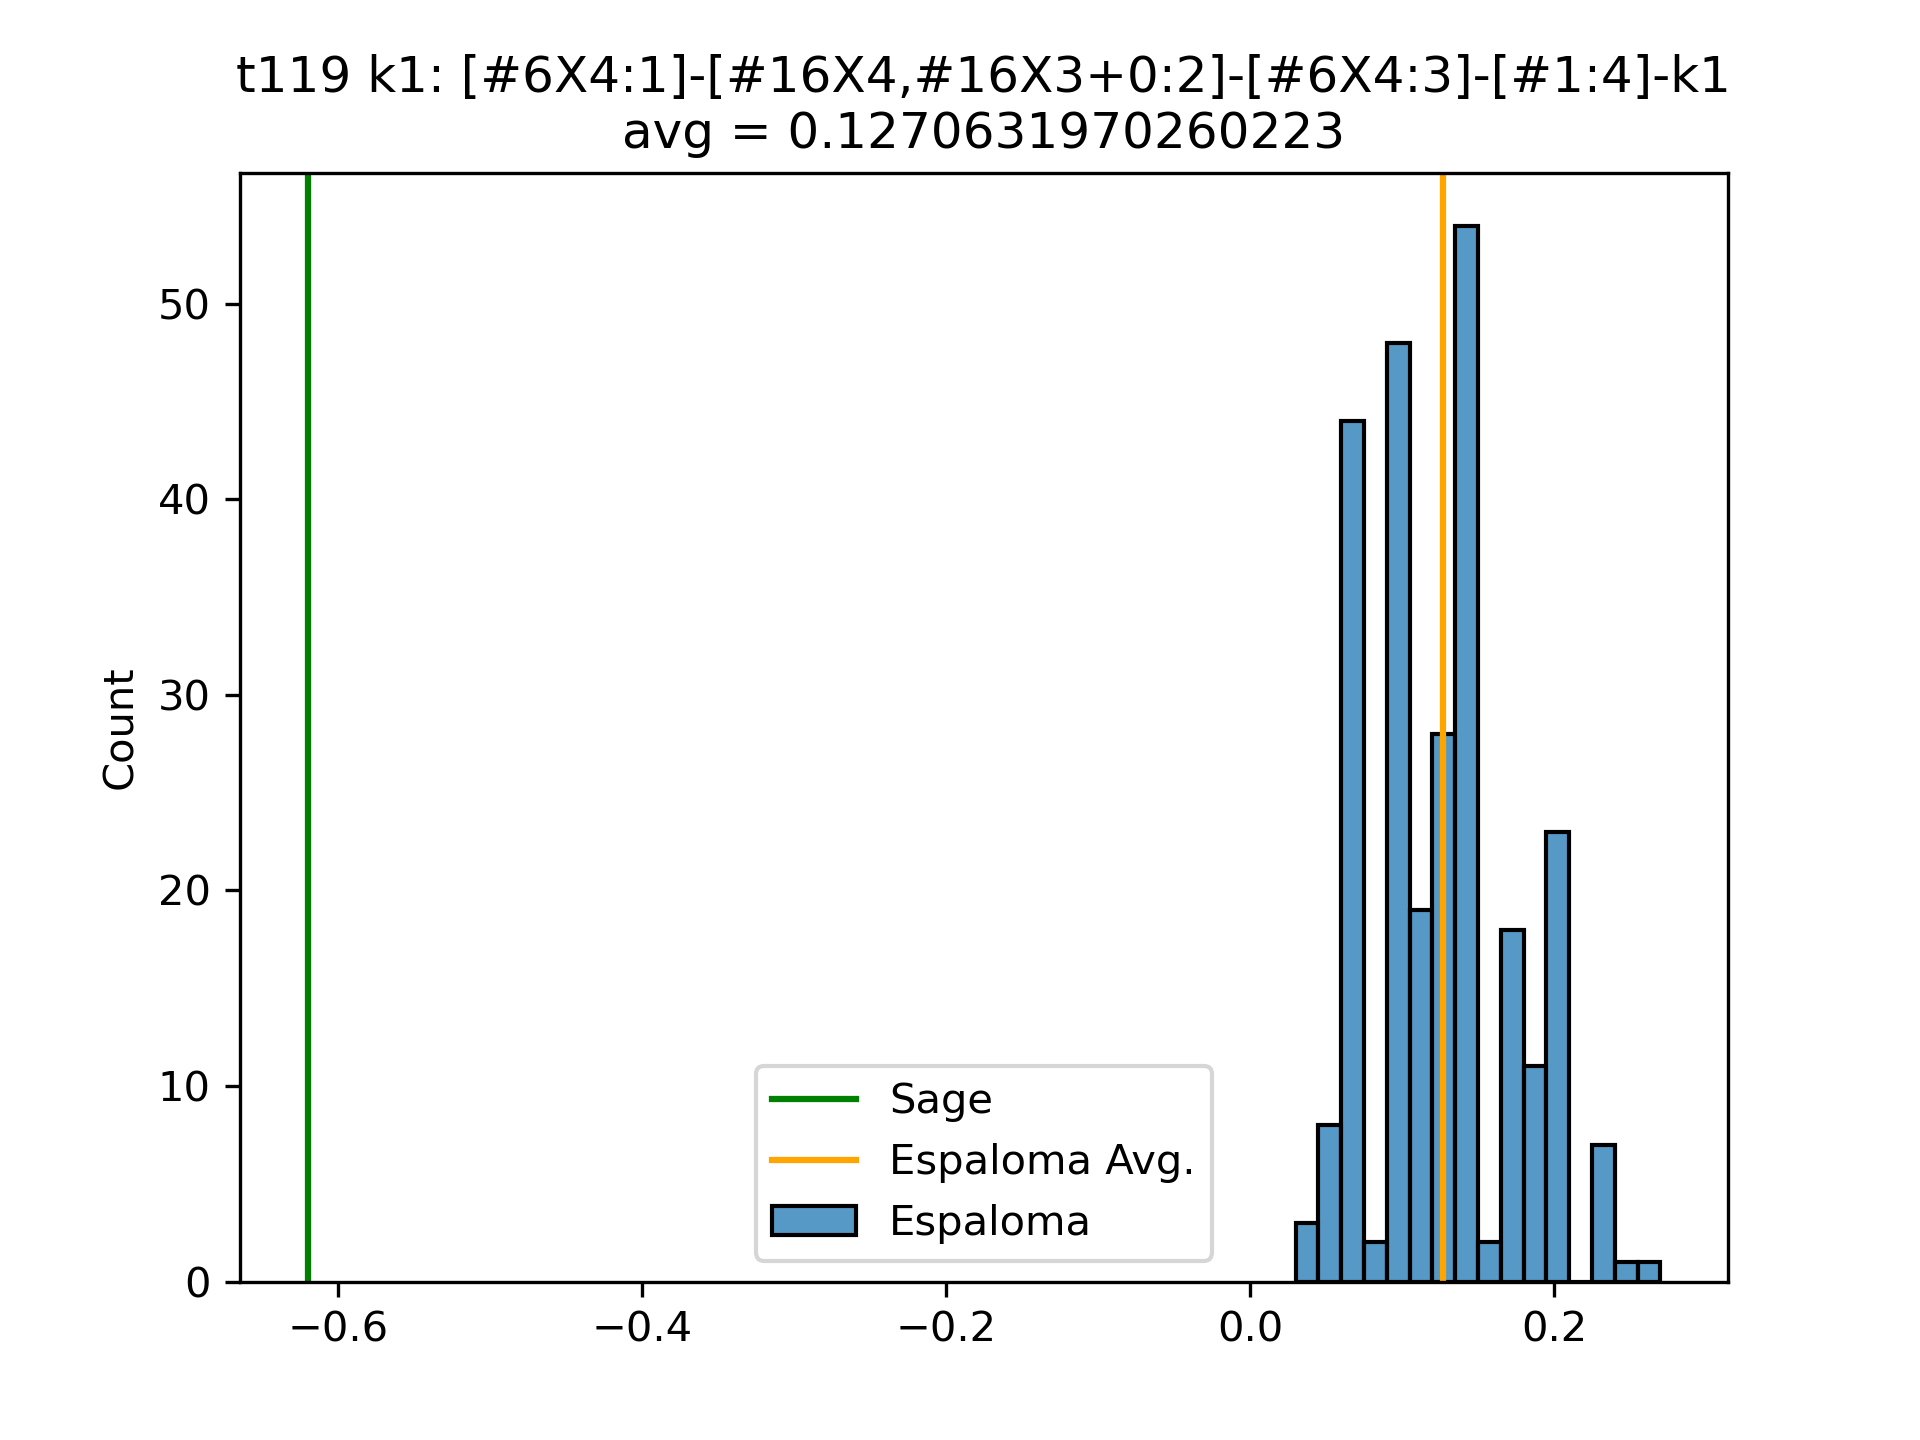 t119 k1: [#6X4:1]-[#16X4,#16X3+0:2]-[#6X4:3]-[#1:4]-k1
avg = 0.1270631970260223
Count
50
40
30
20
10
0
−0.6
−0.4
−0.2
0.0
0.2
Sage
Espaloma Avg.
Espaloma